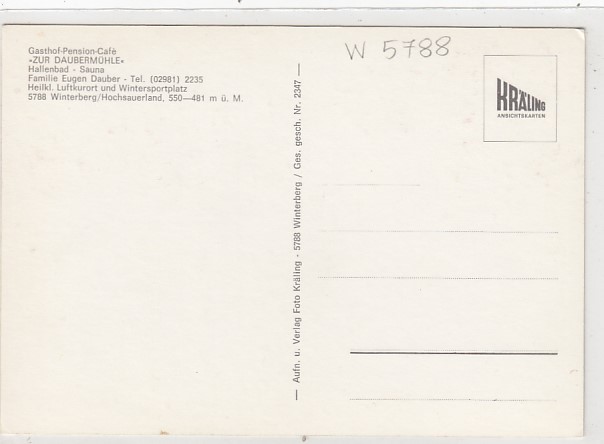 Gasthof-Pension-Cafè
»ZUR DAUBERMÜHLE«
Hallenbad - Sauna
Familie Eugen Dauber - Tel. (02981) 2235
Heilkl. Luftkurort und Wintersportplatz
5788 Winterberg/Hochsauerland, 550—481 m ü. M.
W 5788
KRÄLING
ANSICHTSKARTEN
— Aufn. u. Verlag Foto Kräling - 5788 Winterberg / Ges. gesch. Nr. 2347 —